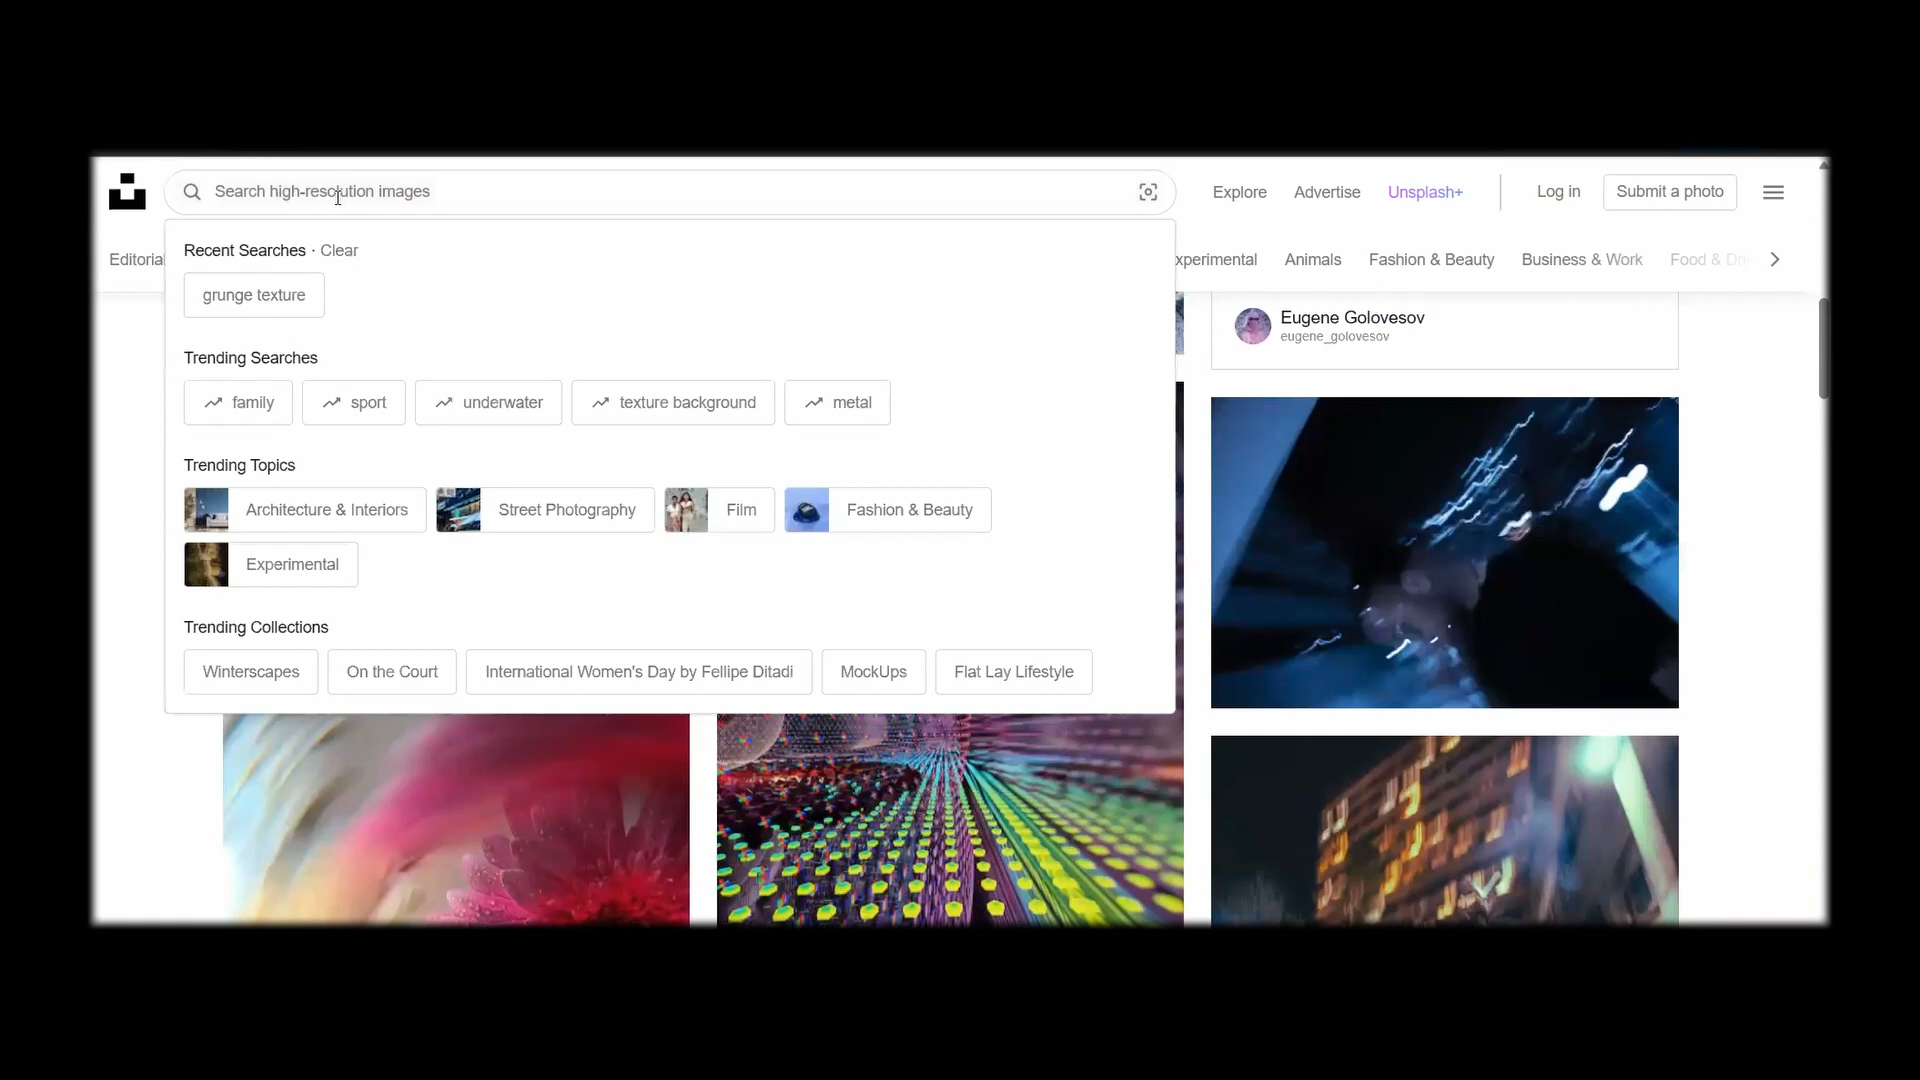 Search high-resolution images
Explore
Advertise
Unsplash+
Log in
Submit a photo
Editorial
xperimental
Animals
Fashion & Beauty
Business & Work
Food & Dri
Recent Searches · Clear
grunge texture
Trending Searches
family
sport
underwater
texture background
metal
Trending Topics
Architecture & Interiors
Street Photography
Film
Fashion & Beauty
Experimental
Trending Collections
Winterscapes
On the Court
International Women's Day by Fellipe Ditadi
MockUps
Flat Lay Lifestyle
Eugene Golovesov
eugene_golovesov